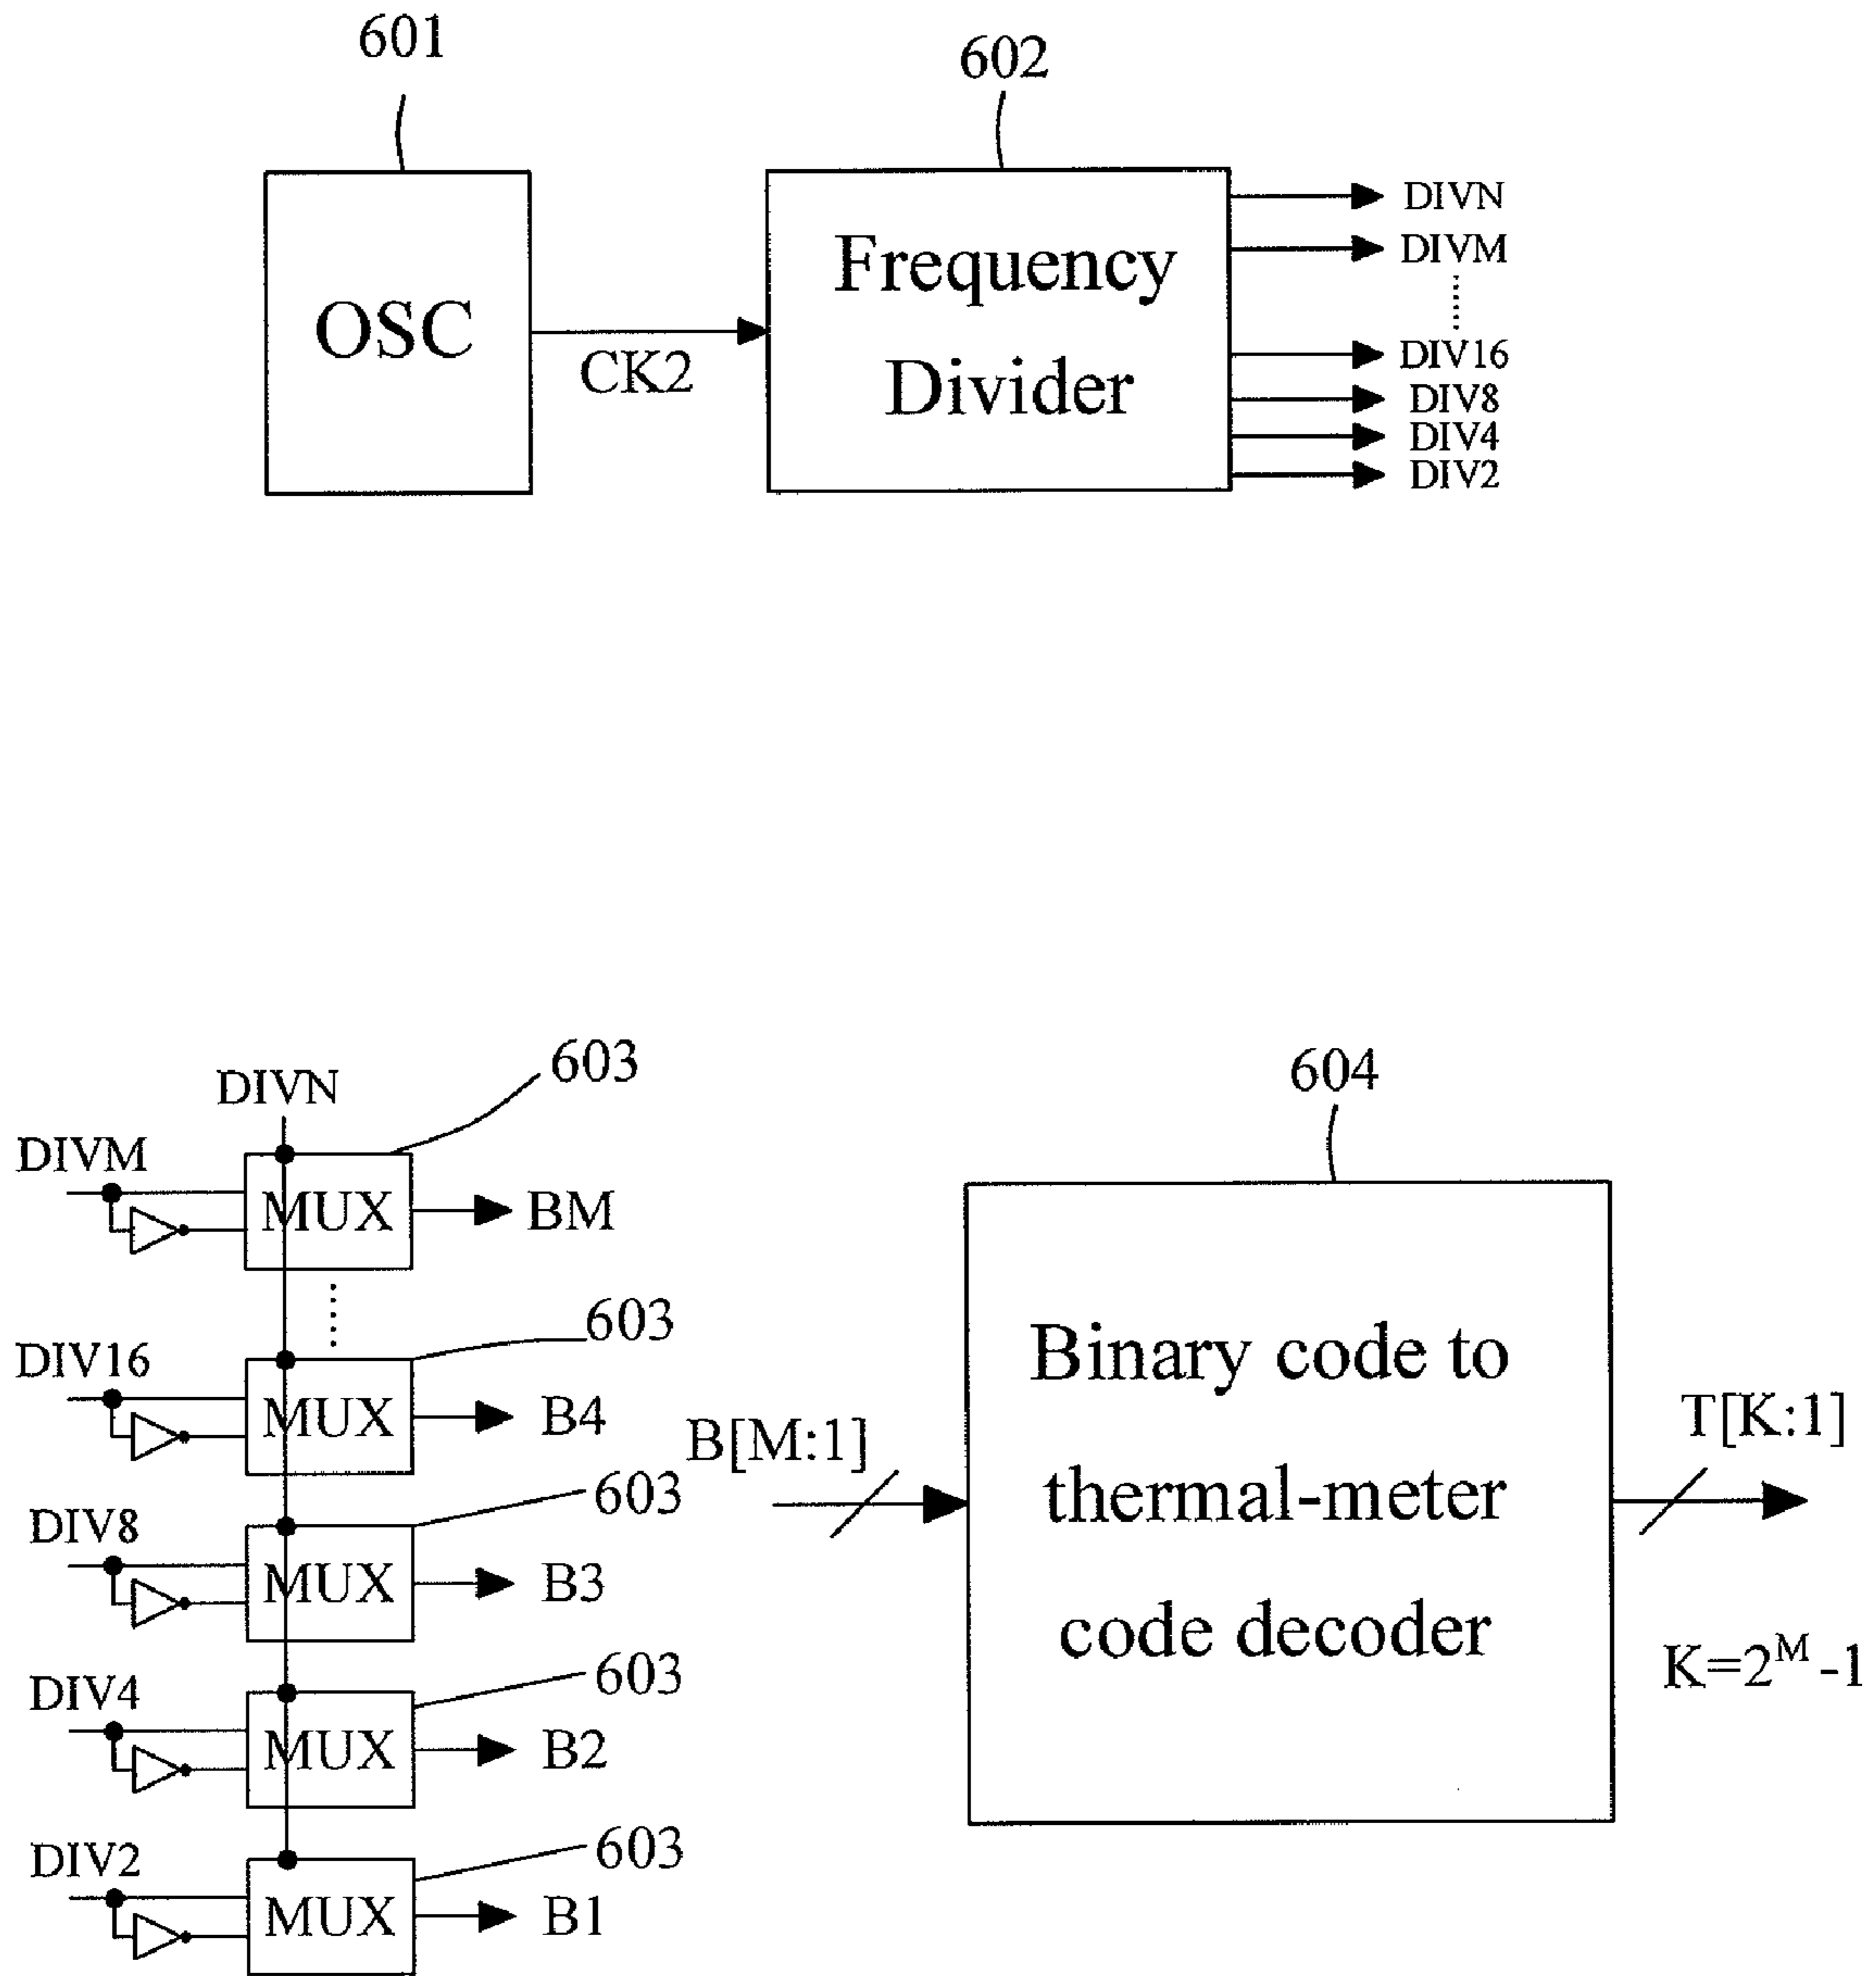 601
602
OSC
CK2
Frequency
Divider
DIVN
DIVM
DIV16
DIV8
DIV4
DIV2
DIVN
603
DIVM
MUX
BM
603
DIV16
MUX
B4
603
DIV8
MUX
B3
603
DIV4
MUX
B2
603
DIV2
MUX
B1
604
B[M:1]
Binary code to
thermal-meter
code decoder
T[K:1]
K=2^M -1